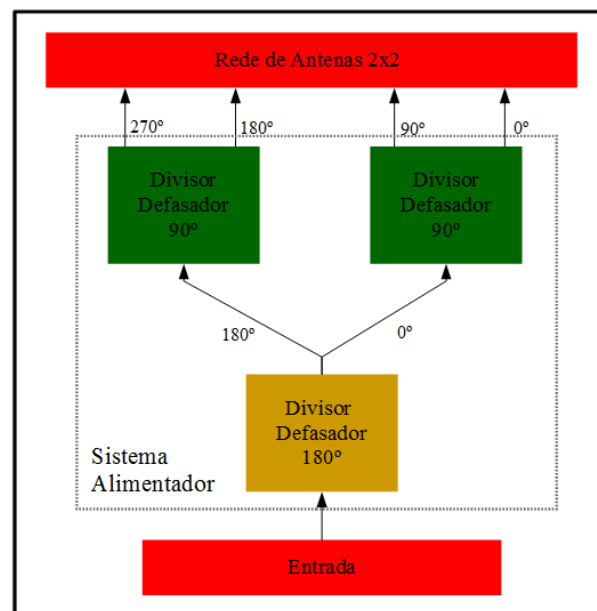 Rede de Antenas 2x2
270º 180º 90º 0º
Divisor
Defasador
90º
Divisor
Defasador
90º
180º 0º
Divisor
Defasador
180º
Sistema
Alimentador
Entrada